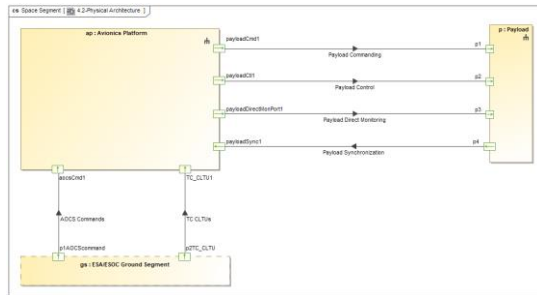 cs Space Segment [ 4.2-Physical Architecture ]
ap : Avionics Platform
p : Payload
payloadCmd1
p1
Payload Commanding
payloadCtl1
p2
Payload Control
payloadDirectMonPort1
p3
Payload Direct Monitoring
payloadSync1
p4
Payload Synchronization
aocsCmd1
TC_CLTU1
AOCS Commands
TC CLTUs
p1AOCScommand
p2TC_CLTU
gs : ESA/ESOC Ground Segment